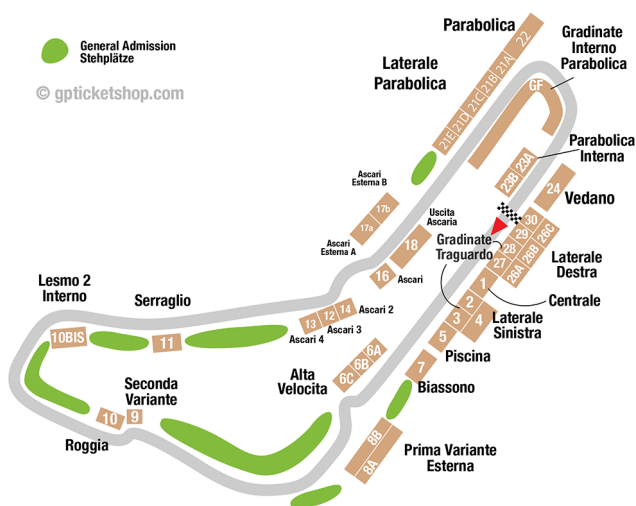 Parabolica
General Admission
Stehplätze
© gpticketshop.com
Laterale
Parabolica
Gradinate
Interno
Parabolica
22
21A
21B
21C
21D
21E
GF
Parabolica
Interna
23A
23B
24
Vedano
Ascari
Esterna B
17b
17a
Ascari
Esterna A
Uscita
Ascaria
18
16
Ascari
Gradinate
Traguardo
30
29
28
27
26C
26B
26A
Laterale
Destra
1
Centrale
2
3
4
Laterale
Sinistra
5
Piscina
Lesmo 2
Interno
10BIS
Serraglio
11
14
12
13
Ascari 2
Ascari 3
Ascari 4
6A
6B
6C
Alta
Velocita
7
Biassono
Seconda
Variante
10
9
Roggia
8B
8A
Prima Variante
Esterna